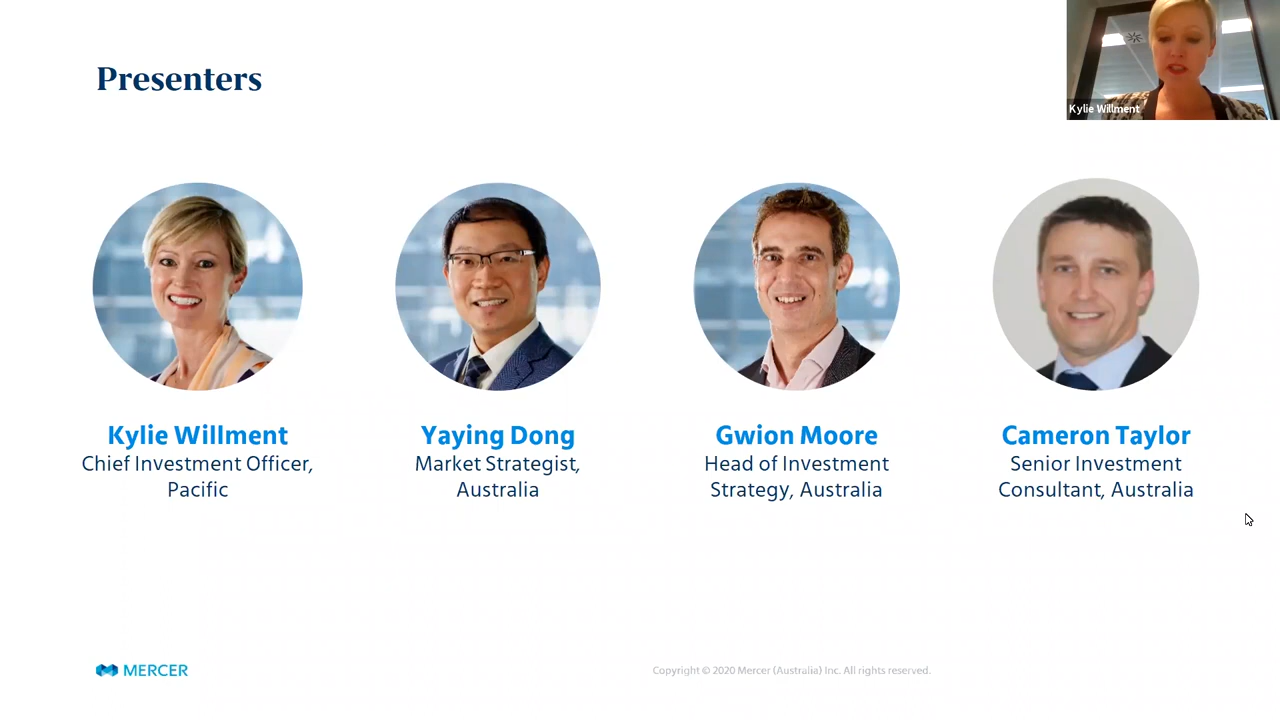 Presenters
Kylie Willment
Kylie Willment
Chief Investment Officer,
Pacific
Yaying Dong
Market Strategist,
Australia
Gwion Moore
Head of Investment
Strategy, Australia
Cameron Taylor
Senior Investment
Consultant, Australia
MERCER
Copyright © 2020 Mercer (Australia) Inc. All rights reserved.